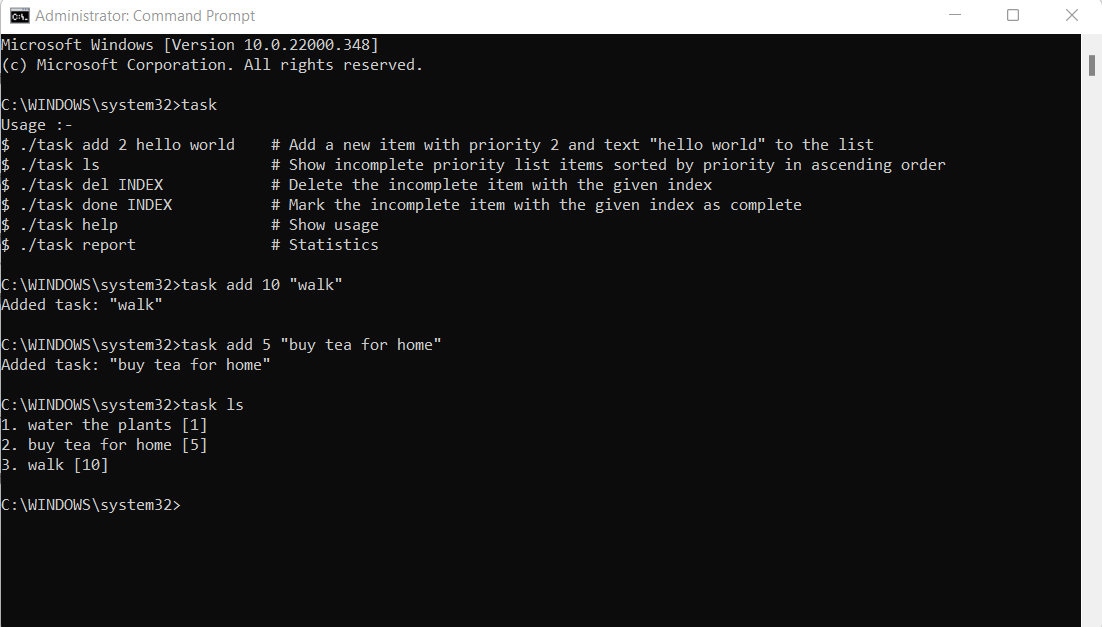 Administrator: Command Prompt
Microsoft Windows [Version 10.0.22000.348]
(c) Microsoft Corporation. All rights reserved.
C:\WINDOWS\system32>task
Usage :-
$ ./task add 2 hello world    # Add a new item with priority 2 and text "hello world" to the list
$ ./task ls                   # Show incomplete priority list items sorted by priority in ascending order
$ ./task del INDEX            # Delete the incomplete item with the given index
$ ./task done INDEX           # Mark the incomplete item with the given index as complete
$ ./task help                 # Show usage
$ ./task report               # Statistics
C:\WINDOWS\system32>task add 10 "walk"
Added task: "walk"
C:\WINDOWS\system32>task add 5 "buy tea for home"
Added task: "buy tea for home"
C:\WINDOWS\system32>task ls
1. water the plants [1]
2. buy tea for home [5]
3. walk [10]
C:\WINDOWS\system32>